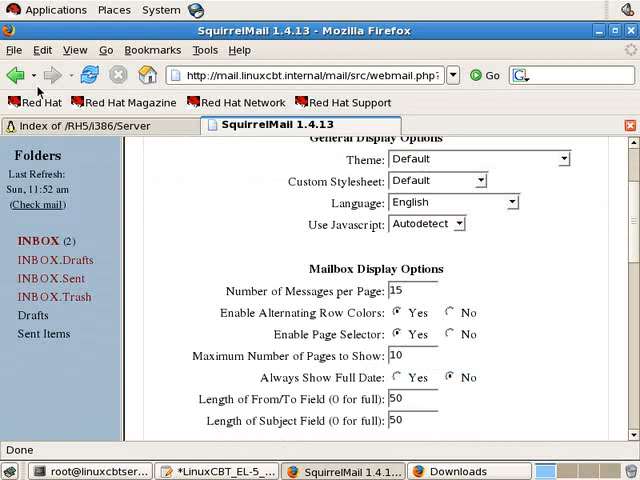 Applications Places System
SquirrelMail 1.4.13 - Mozilla Firefox
File Edit View Go Bookmarks Tools Help
http://mail.linuxcbt.internal/mail/src/webmail.php? Go
Red Hat Red Hat Magazine Red Hat Network Red Hat Support
Index of /RH5/i386/Server SquirrelMail 1.4.13
Folders
Last Refresh:
Sun, 11:52 am
(Check mail)
INBOX (2)
INBOX.Drafts
INBOX.Sent
INBOX.Trash
Drafts
Sent Items
General Display Options
Theme: Default
Custom Stylesheet: Default
Language: English
Use Javascript: Autodetect
Mailbox Display Options
Number of Messages per Page: 15
Enable Alternating Row Colors: Yes No
Enable Page Selector: Yes No
Maximum Number of Pages to Show: 10
Always Show Full Date: Yes No
Length of From/To Field (0 for full): 50
Length of Subject Field (0 for full): 50
Done
root@linuxcbtser... *LinuxCBT_EL-5_... SquirrelMail 1.4.1... Downloads